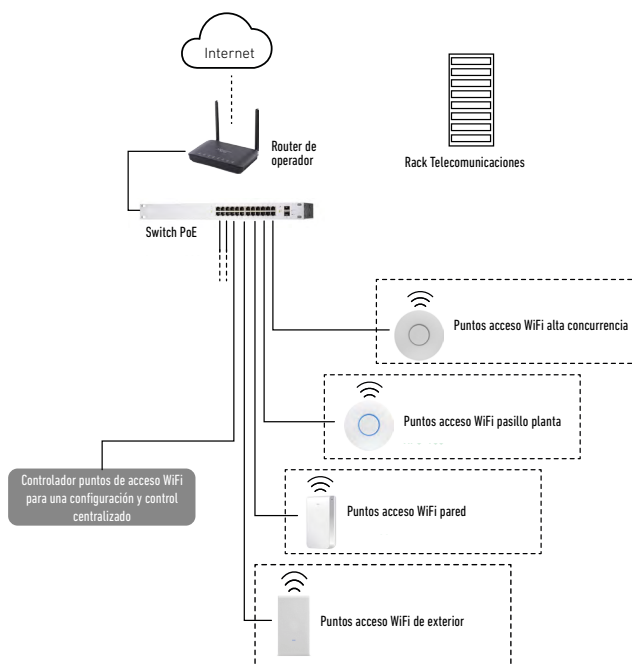 Internet
Router de
operador
Rack Telecomunicaciones
Switch PoE
Puntos acceso WiFi alta concurrencia
Puntos acceso WiFi pasillo planta
Controlador puntos de acceso WiFi
para una configuración y control
centralizado
Puntos acceso WiFi pared
Puntos acceso WiFi de exterior